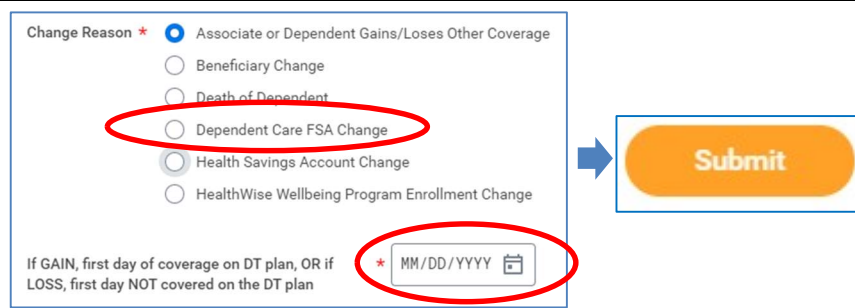 Change Reason * Associate or Dependent Gains/Loses Other Coverage
Beneficiary Change
Death of Dependent
Dependent Care FSA Change
Health Savings Account Change
HealthWise Wellbeing Program Enrollment Change
If GAIN, first day of coverage on DT plan, OR if
LOSS, first day NOT covered on the DT plan
* MM/DD/YYYY
Submit